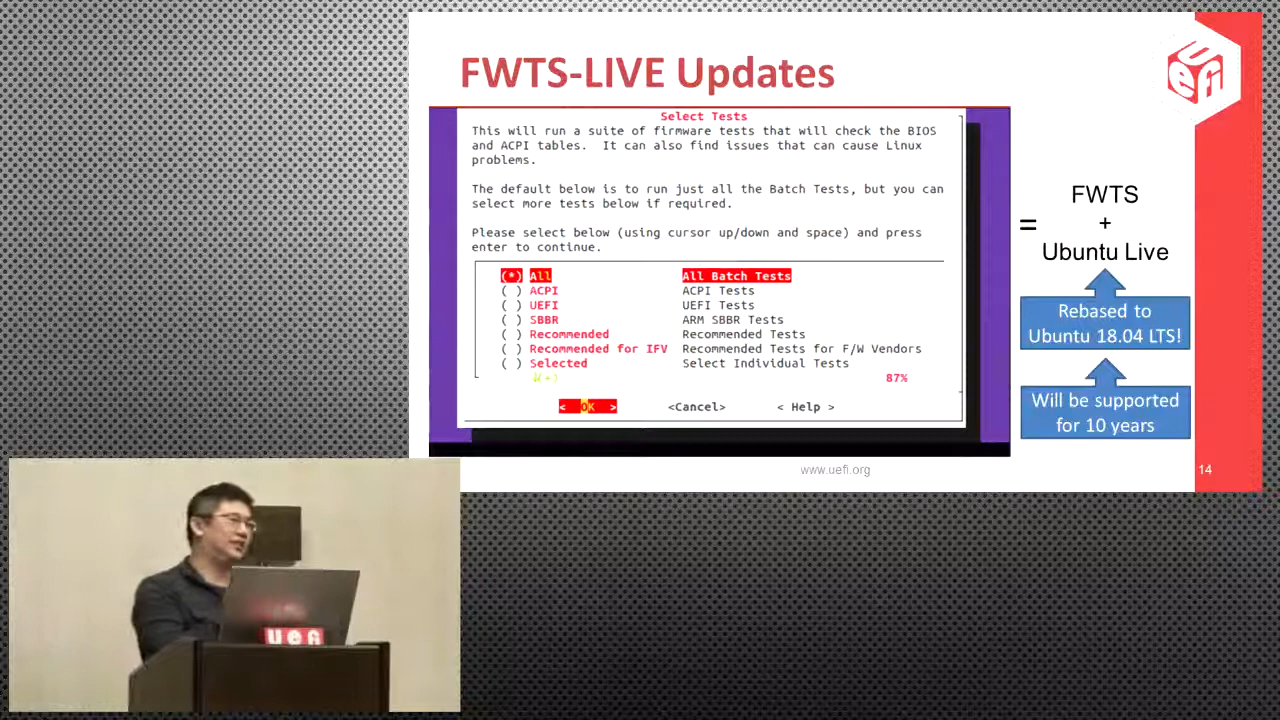 FWTS-LIVE Updates
uefi
Select Tests
This will run a suite of firmware tests that will check the BIOS
and ACPI tables.  It can also find issues that can cause Linux
problems.
The default below is to run just all the Batch Tests, but you can
select more tests below if required.
Please select below (using cursor up/down and space) and press
enter to continue.
(*) All All Batch Tests
( ) ACPI ACPI Tests
( ) UEFI UEFI Tests
( ) SBBR ARM SBBR Tests
( ) Recommended Recommended Tests
( ) Recommended for IFV Recommended Tests for F/W Vendors
( ) Selected Select Individual Tests
↓(+) 87%
< OK > <Cancel> < Help >
= FWTS
+
Ubuntu Live
Rebased to
Ubuntu 18.04 LTS!
Will be supported
for 10 years
www.uefi.org
14
uefi